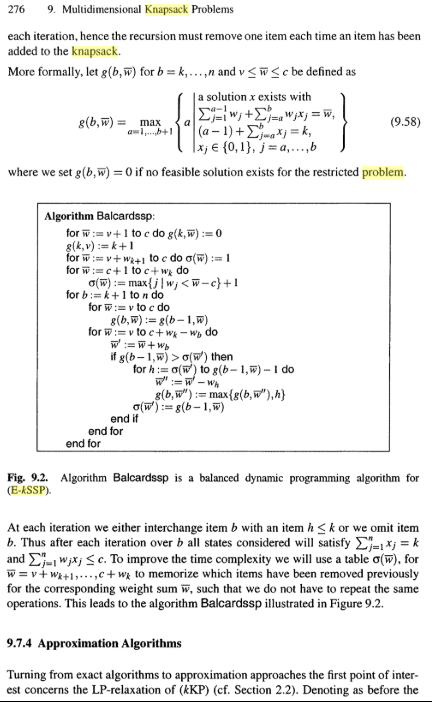 276 9. Multidimensional Knapsack Problems
each iteration, hence the recursion must remove one item each time an item has been
added to the knapsack.
More formally, let g(b,w̅) for b = k,...,n and v ≤ w̅ ≤ c be defined as
g(b,w̅) = max_{a=1,...,b+1} { a | a solution x exists with
∑_{j=1}^{a−1} w_j + ∑_{j=a}^{b} w_j x_j = w̅,
(a − 1) + ∑_{j=a}^{b} x_j = k,
x_j ∈ {0,1}, j = a,...,b } (9.58)
where we set g(b,w̅) = 0 if no feasible solution exists for the restricted problem.
Algorithm Balcardssp:
for w̅ := v + 1 to c do g(k,w̅) := 0
g(k,v) := k + 1
for w̅ := v + w_{k+1} to c do σ(w̅) := 1
for w̅ := c + 1 to c + w_k do
σ(w̅) := max{j | w_j < w̅ − c} + 1
for b := k + 1 to n do
for w̅ := v to c do
g(b,w̅) := g(b − 1,w̅)
for w̅ := v to c + w_k − w_b do
w̅′ := w̅ + w_b
if g(b − 1,w̅) > σ(w̅′) then
for h := σ(w̅′) to g(b − 1,w̅) − 1 do
w̅″ := w̅′ − w_h
g(b,w̅″) := max{g(b,w̅″),h}
σ(w̅′) := g(b − 1,w̅)
end if
end for
end for
Fig. 9.2. Algorithm Balcardssp is a balanced dynamic programming algorithm for
(E-kSSP).
At each iteration we either interchange item b with an item h ≤ k or we omit item
b. Thus after each iteration over b all states considered will satisfy ∑_{j=1}^{n} x_j = k
and ∑_{j=1}^{n} w_j x_j ≤ c. To improve the time complexity we will use a table σ(w̅), for
w̅ = v + w_{k+1},...,c + w_k to memorize which items have been removed previously
for the corresponding weight sum w̅, such that we do not have to repeat the same
operations. This leads to the algorithm Balcardssp illustrated in Figure 9.2.
9.7.4 Approximation Algorithms
Turning from exact algorithms to approximation approaches the first point of inter-
est concerns the LP-relaxation of (kKP) (cf. Section 2.2). Denoting as before the